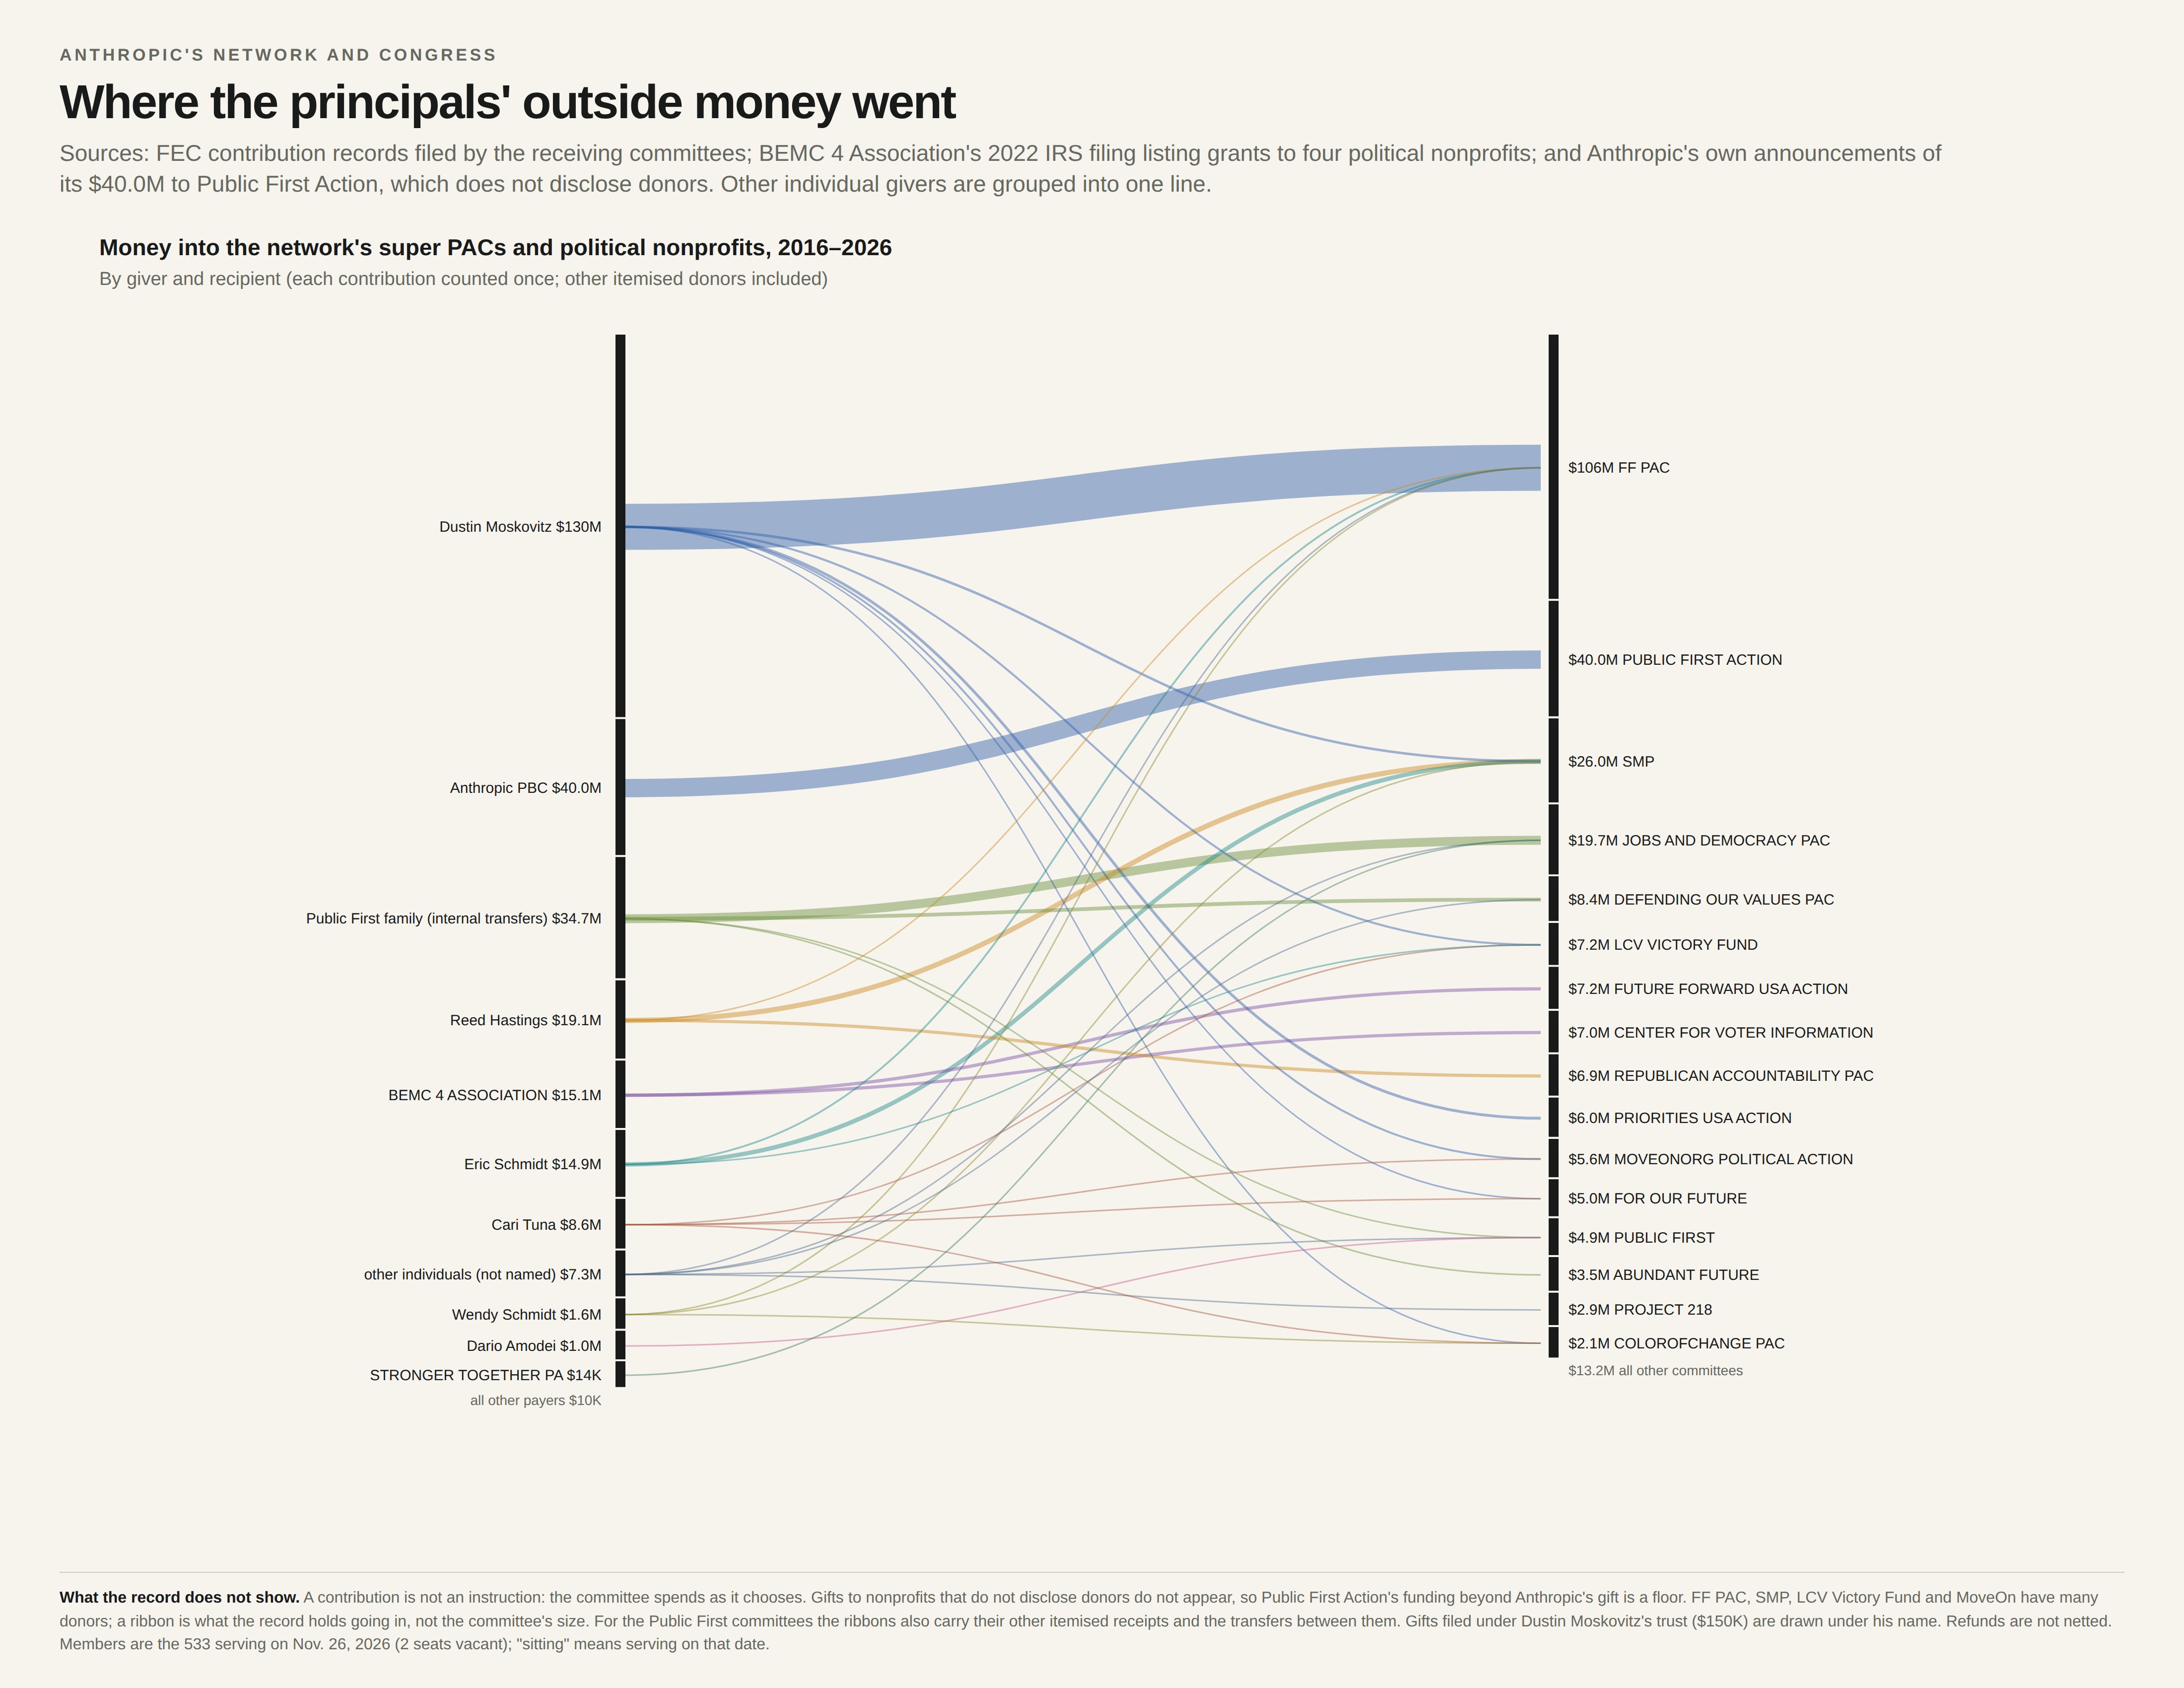 ANTHROPIC'S NETWORK AND CONGRESS
Where the principals' outside money went
Sources: FEC contribution records filed by the receiving committees; BEMC 4 Association's 2022 IRS filing listing grants to four political nonprofits; and Anthropic's own announcements of
its $40.0M to Public First Action, which does not disclose donors. Other individual givers are grouped into one line.
Money into the network's super PACs and political nonprofits, 2016–2026
By giver and recipient (each contribution counted once; other itemised donors included)
Dustin Moskovitz $130M
Anthropic PBC $40.0M
Public First family (internal transfers) $34.7M
Reed Hastings $19.1M
BEMC 4 ASSOCIATION $15.1M
Eric Schmidt $14.9M
Cari Tuna $8.6M
other individuals (not named) $7.3M
Wendy Schmidt $1.6M
Dario Amodei $1.0M
STRONGER TOGETHER PA $14K
all other payers $10K
$106M FF PAC
$40.0M PUBLIC FIRST ACTION
$26.0M SMP
$19.7M JOBS AND DEMOCRACY PAC
$8.4M DEFENDING OUR VALUES PAC
$7.2M LCV VICTORY FUND
$7.2M FUTURE FORWARD USA ACTION
$7.0M CENTER FOR VOTER INFORMATION
$6.9M REPUBLICAN ACCOUNTABILITY PAC
$6.0M PRIORITIES USA ACTION
$5.6M MOVEONORG POLITICAL ACTION
$5.0M FOR OUR FUTURE
$4.9M PUBLIC FIRST
$3.5M ABUNDANT FUTURE
$2.9M PROJECT 218
$2.1M COLOROFCHANGE PAC
$13.2M all other committees
What the record does not show. A contribution is not an instruction: the committee spends as it chooses. Gifts to nonprofits that do not disclose donors do not appear, so Public First Action's funding beyond Anthropic's gift is a floor. FF PAC, SMP, LCV Victory Fund and MoveOn have many
donors; a ribbon is what the record holds going in, not the committee's size. For the Public First committees the ribbons also carry their other itemised receipts and the transfers between them. Gifts filed under Dustin Moskovitz's trust ($150K) are drawn under his name. Refunds are not netted.
Members are the 533 serving on Nov. 26, 2026 (2 seats vacant); "sitting" means serving on that date.